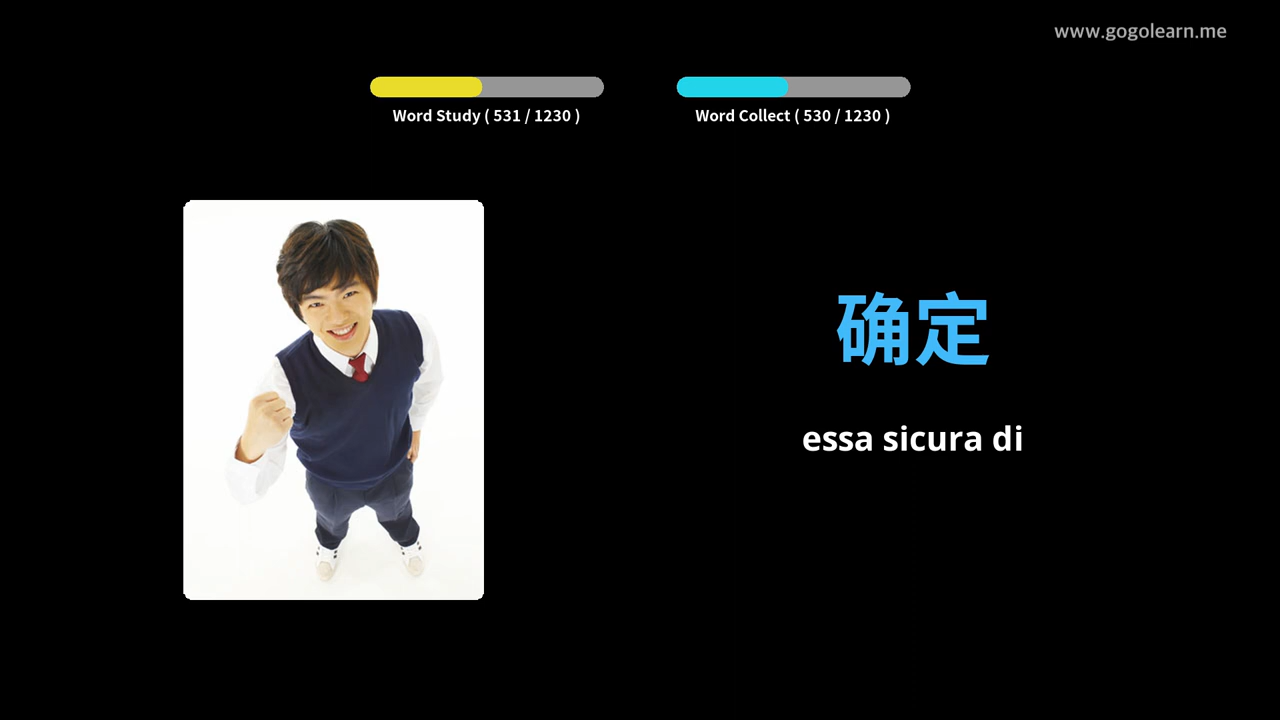 www.gogolearn.me
Word Study ( 531 / 1230 )
Word Collect ( 530 / 1230 )
确定
essa sicura di